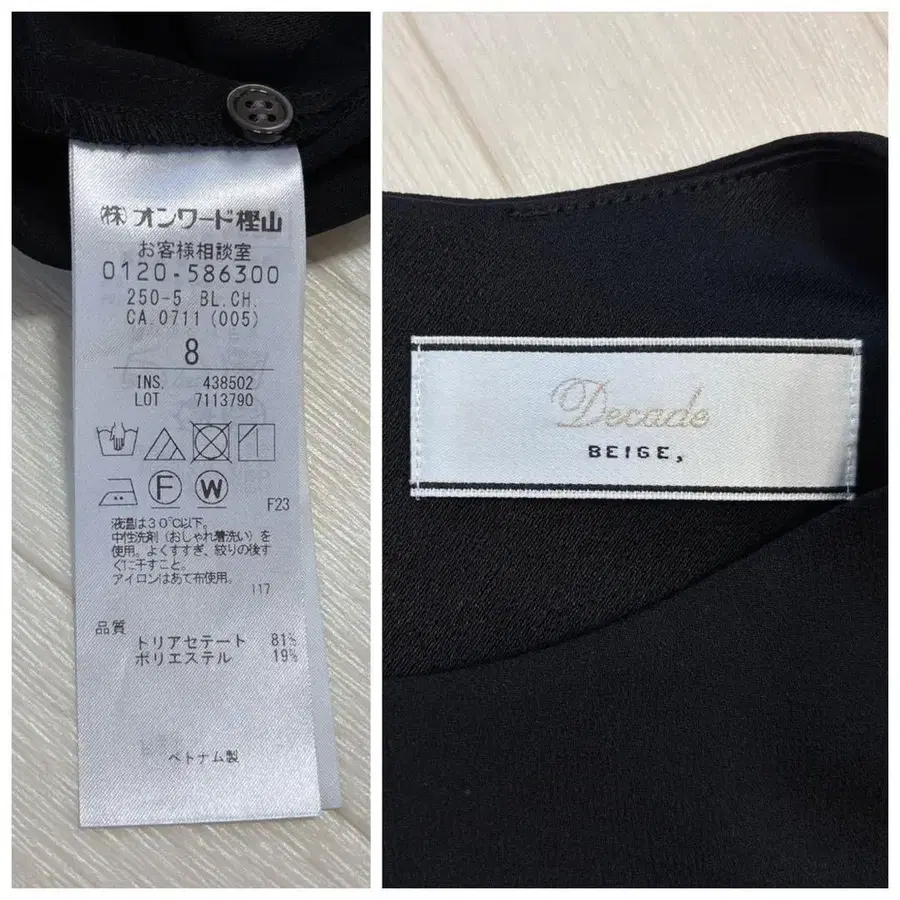 (株)オンワード樫山
お客様相談室
0120-586300
250-5 BL.CH.
CA.0711(005)
8
INS. 438502
LOT 7113790
F W
F23
液温は30℃以下。
中性洗剤(おしゃれ着洗い)を
使用。よくすすぎ、絞りの後す
ぐに干すこと。
アイロンはあて布使用。
117
品質
トリアセテート 81%
ポリエステル 19%
ベトナム製
Decade
BEIGE,